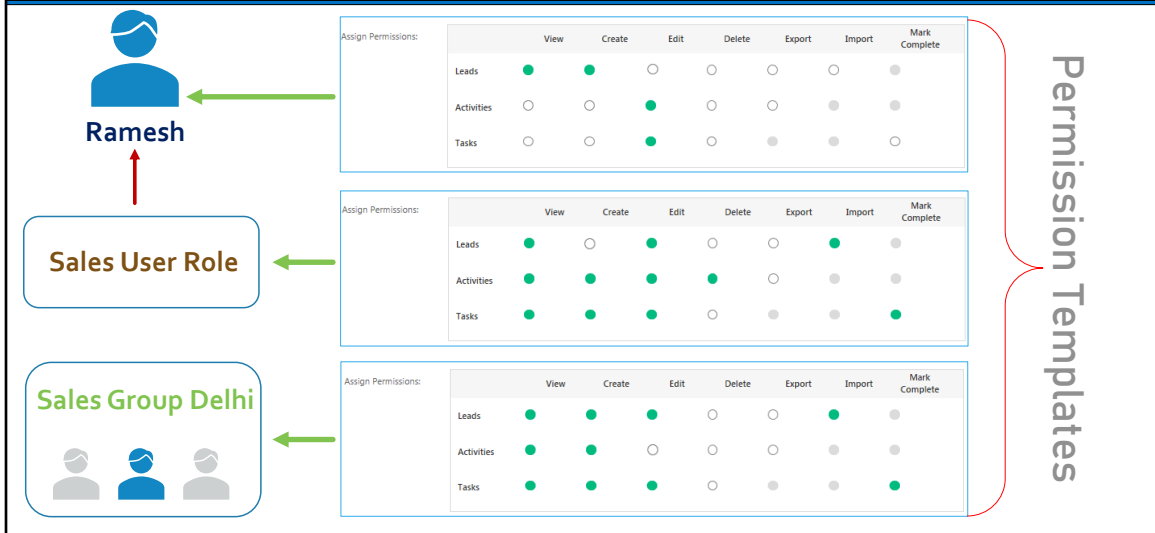 Assign Permissions:
View Create Edit Delete Export Import Mark Complete
Leads
Activities
Tasks
Ramesh
Assign Permissions:
View Create Edit Delete Export Import Mark Complete
Leads
Activities
Tasks
Sales User Role
Assign Permissions:
View Create Edit Delete Export Import Mark Complete
Leads
Activities
Tasks
Sales Group Delhi
Permission Templates